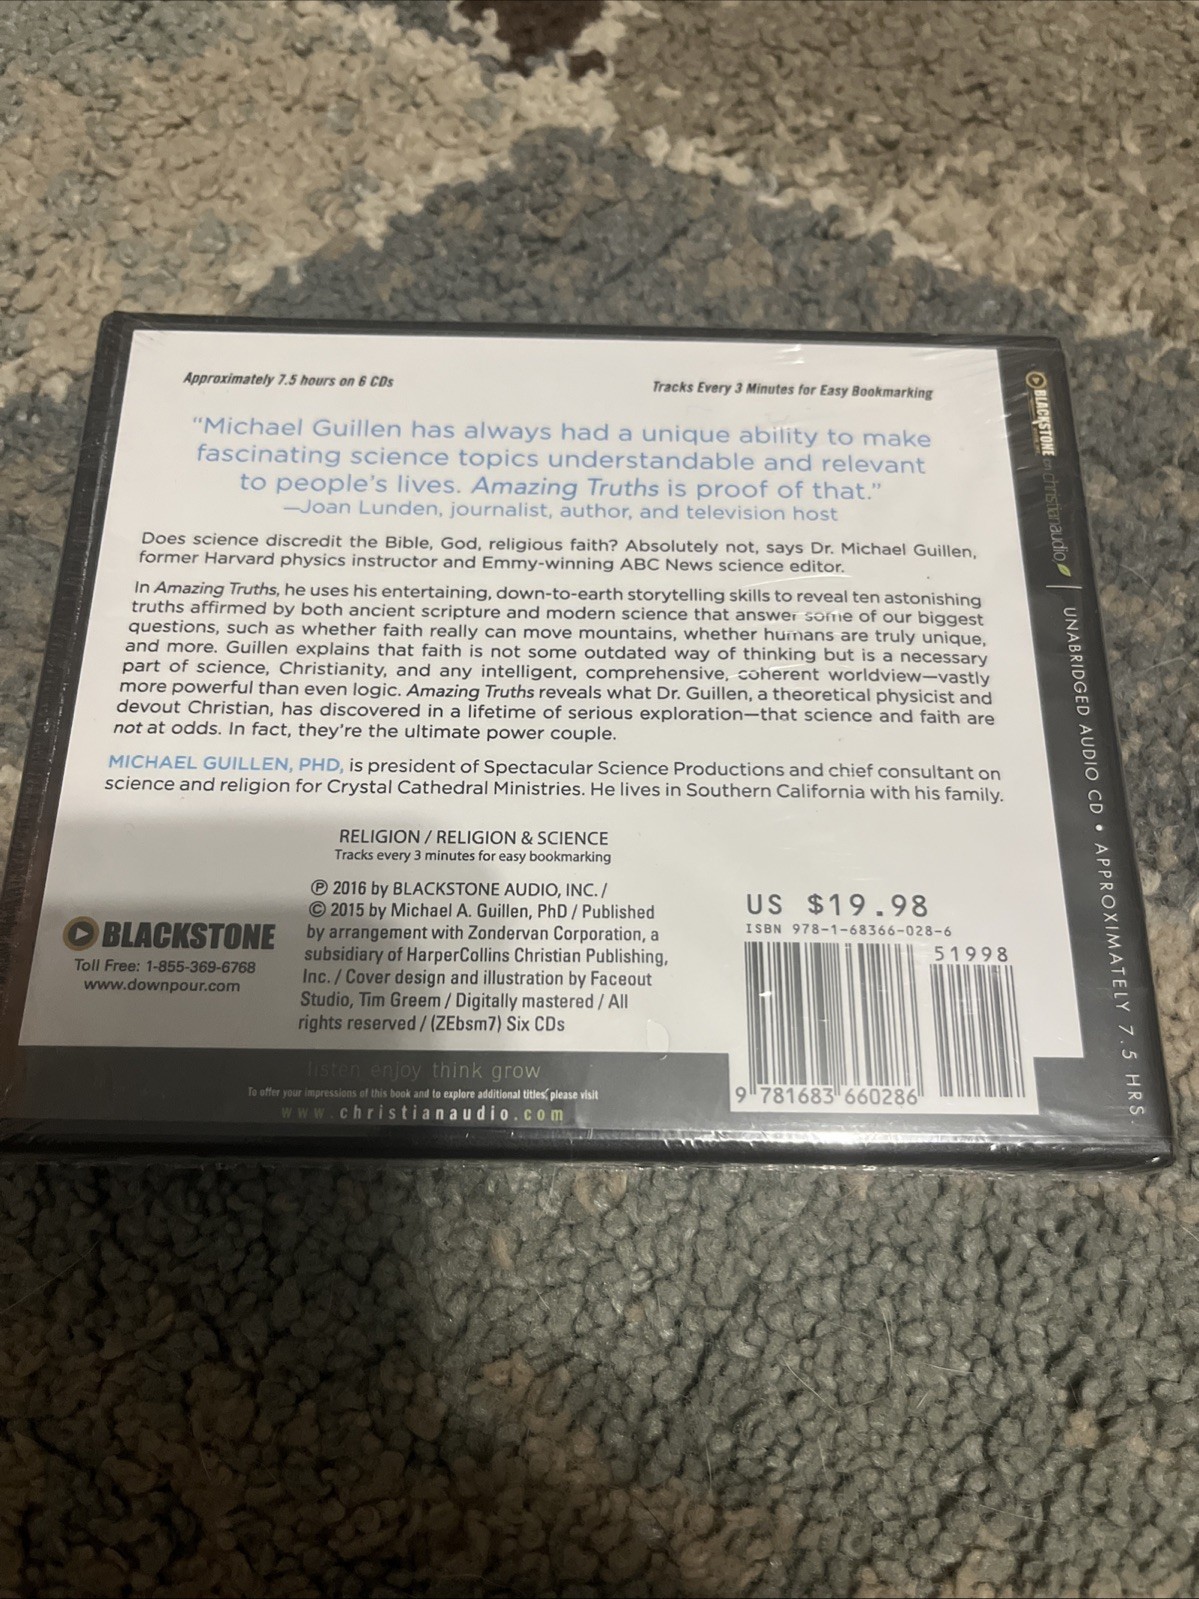 Approximately 7.5 hours on 6 CDs
Tracks Every 3 Minutes for Easy Bookmarking
“Michael Guillen has always had a unique ability to make
fascinating science topics understandable and relevant
to people’s lives. Amazing Truths is proof of that.”
—Joan Lunden, journalist, author, and television host
Does science discredit the Bible, God, religious faith? Absolutely not, says Dr. Michael Guillen,
former Harvard physics instructor and Emmy-winning ABC News science editor.
In Amazing Truths, he uses his entertaining, down-to-earth storytelling skills to reveal ten astonishing
truths affirmed by both ancient scripture and modern science that answer some of our biggest
questions, such as whether faith really can move mountains, whether humans are truly unique,
and more. Guillen explains that faith is not some outdated way of thinking but is a necessary
part of science, Christianity, and any intelligent, comprehensive, coherent worldview—vastly
more powerful than even logic. Amazing Truths reveals what Dr. Guillen, a theoretical physicist and
devout Christian, has discovered in a lifetime of serious exploration—that science and faith are
not at odds. In fact, they’re the ultimate power couple.
MICHAEL GUILLEN, PHD, is president of Spectacular Science Productions and chief consultant on
science and religion for Crystal Cathedral Ministries. He lives in Southern California with his family.
RELIGION / RELIGION & SCIENCE
Tracks every 3 minutes for easy bookmarking
BLACKSTONE
Toll Free: 1-855-369-6768
www.downpour.com
℗ 2016 by BLACKSTONE AUDIO, INC. /
© 2015 by Michael A. Guillen, PhD / Published
by arrangement with Zondervan Corporation, a
subsidiary of HarperCollins Christian Publishing,
Inc. / Cover design and illustration by Faceout
Studio, Tim Greem / Digitally mastered / All
rights reserved / (ZEbsm7) Six CDs
US $19.98
ISBN 978-1-68366-028-6
51998
9 781683 660286
listen enjoy think grow
To offer your impressions of this book and to explore additional titles, please visit
www.christianaudio.com
BLACKSTONE on christianaudio
UNABRIDGED AUDIO CD • APPROXIMATELY 7.5 HRS.